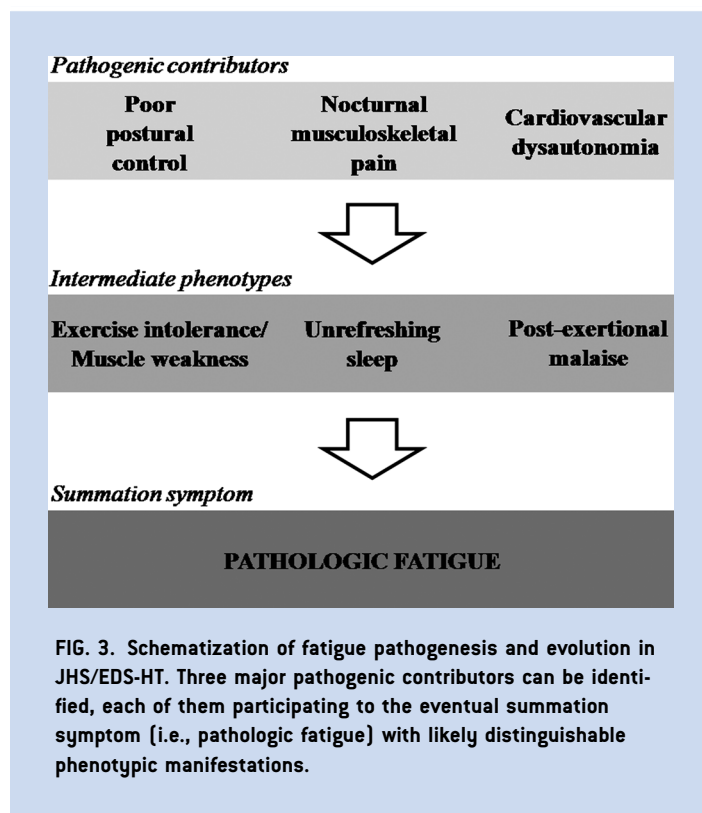 Pathogenic contributors
Poor
postural
control
Nocturnal
musculoskeletal
pain
Cardiovascular
dysautonomia
Intermediate phenotypes
Exercise intolerance/
Muscle weakness
Unrefreshing
sleep
Post-exertional
malaise
Summation symptom
PATHOLOGIC FATIGUE
FIG. 3. Schematization of fatigue pathogenesis and evolution in
JHS/EDS-HT. Three major pathogenic contributors can be identi-
fied, each of them participating to the eventual summation
symptom (i.e., pathologic fatigue) with likely distinguishable
phenotypic manifestations.